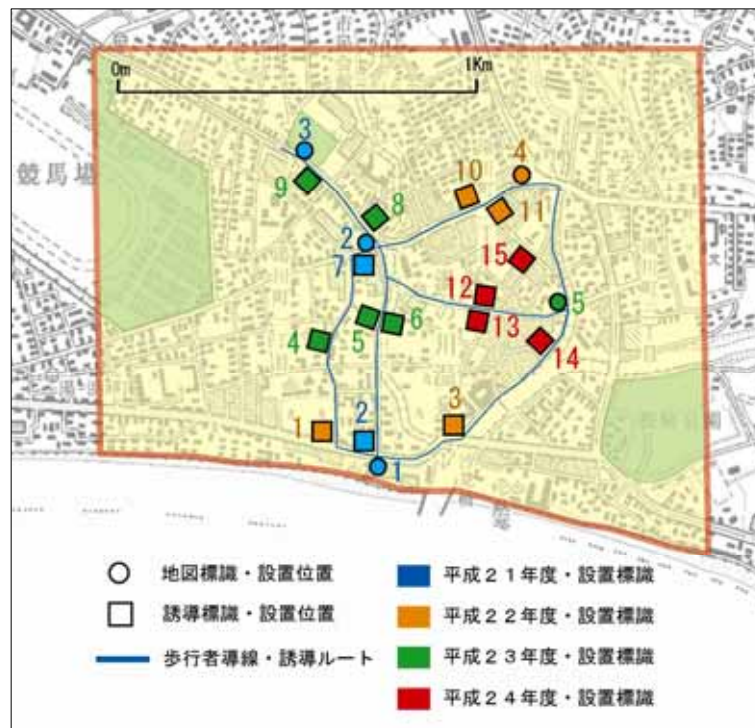 0m
1Km
3
4
競馬場
9
10
8
11
2
15
7
12
5
5
6
13
4
14
3
1
2
1
地図標識・設置位置
平成21年度・設置標識
誘導標識・設置位置
平成22年度・設置標識
歩行者導線・誘導ルート
平成23年度・設置標識
平成24年度・設置標識